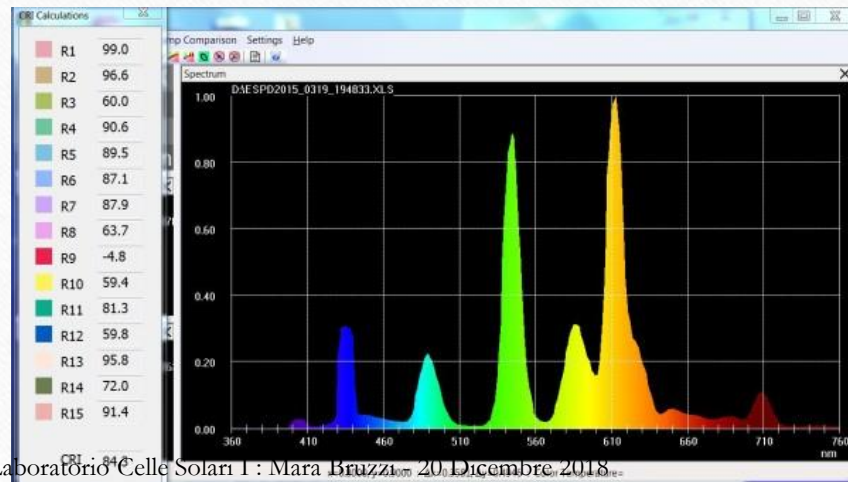 CRI Calculations
R1 99.0
R2 96.6
R3 60.0
R4 90.6
R5 89.5
R6 87.1
R7 87.9
R8 63.7
R9 -4.8
R10 59.4
R11 81.3
R12 59.8
R13 95.8
R14 72.0
R15 91.4
CRI
mp Comparison Settings Help
Spectrum
D:\ESPD2015_0319_194833.XLS
1.00
0.80
0.60
0.40
0.20
0.00
360 410 460 510 560 610 660 710 760
nm
aboratorio Celle Solari I : Mara Bruzzi - 20 Dicembre 2018